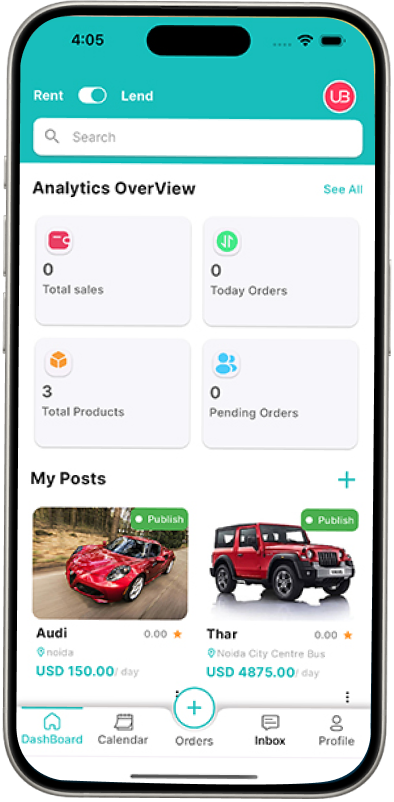 4:05
Rent Lend UB
Search
Analytics OverView See All
0 0
Total sales Today Orders
3 0
Total Products Pending Orders
My Posts
Publish Publish
Audi 0.00 Thar 0.00
noida Noida City Centre Bus
USD 150.00/ day USD 4875.00/ day
DashBoard Calendar Orders Inbox Profile